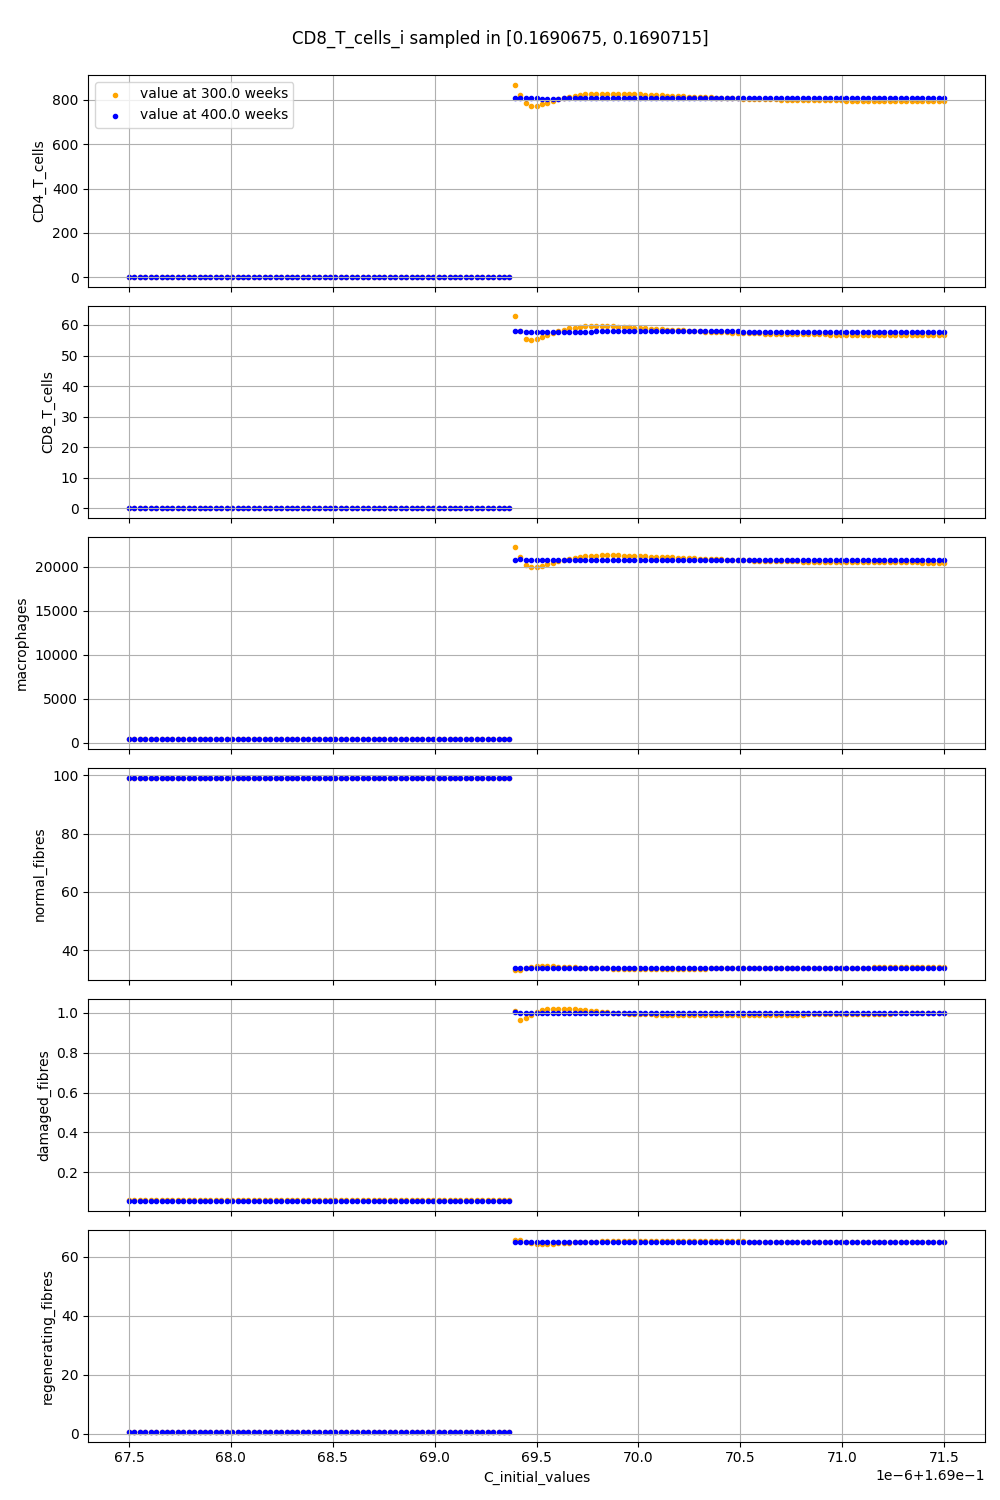 CD8_T_cells_i sampled in [0.1690675, 0.1690715]
value at 300.0 weeks
value at 400.0 weeks
CD4_T_cells
800
600
400
200
0
CD8_T_cells
60
50
40
30
20
10
0
macrophages
20000
15000
10000
5000
0
normal_fibres
100
80
60
40
damaged_fibres
1.0
0.8
0.6
0.4
0.2
regenerating_fibres
60
40
20
0
67.5 68.0 68.5 69.0 69.5 70.0 70.5 71.0 71.5
C_initial_values
1e-6+1.69e-1